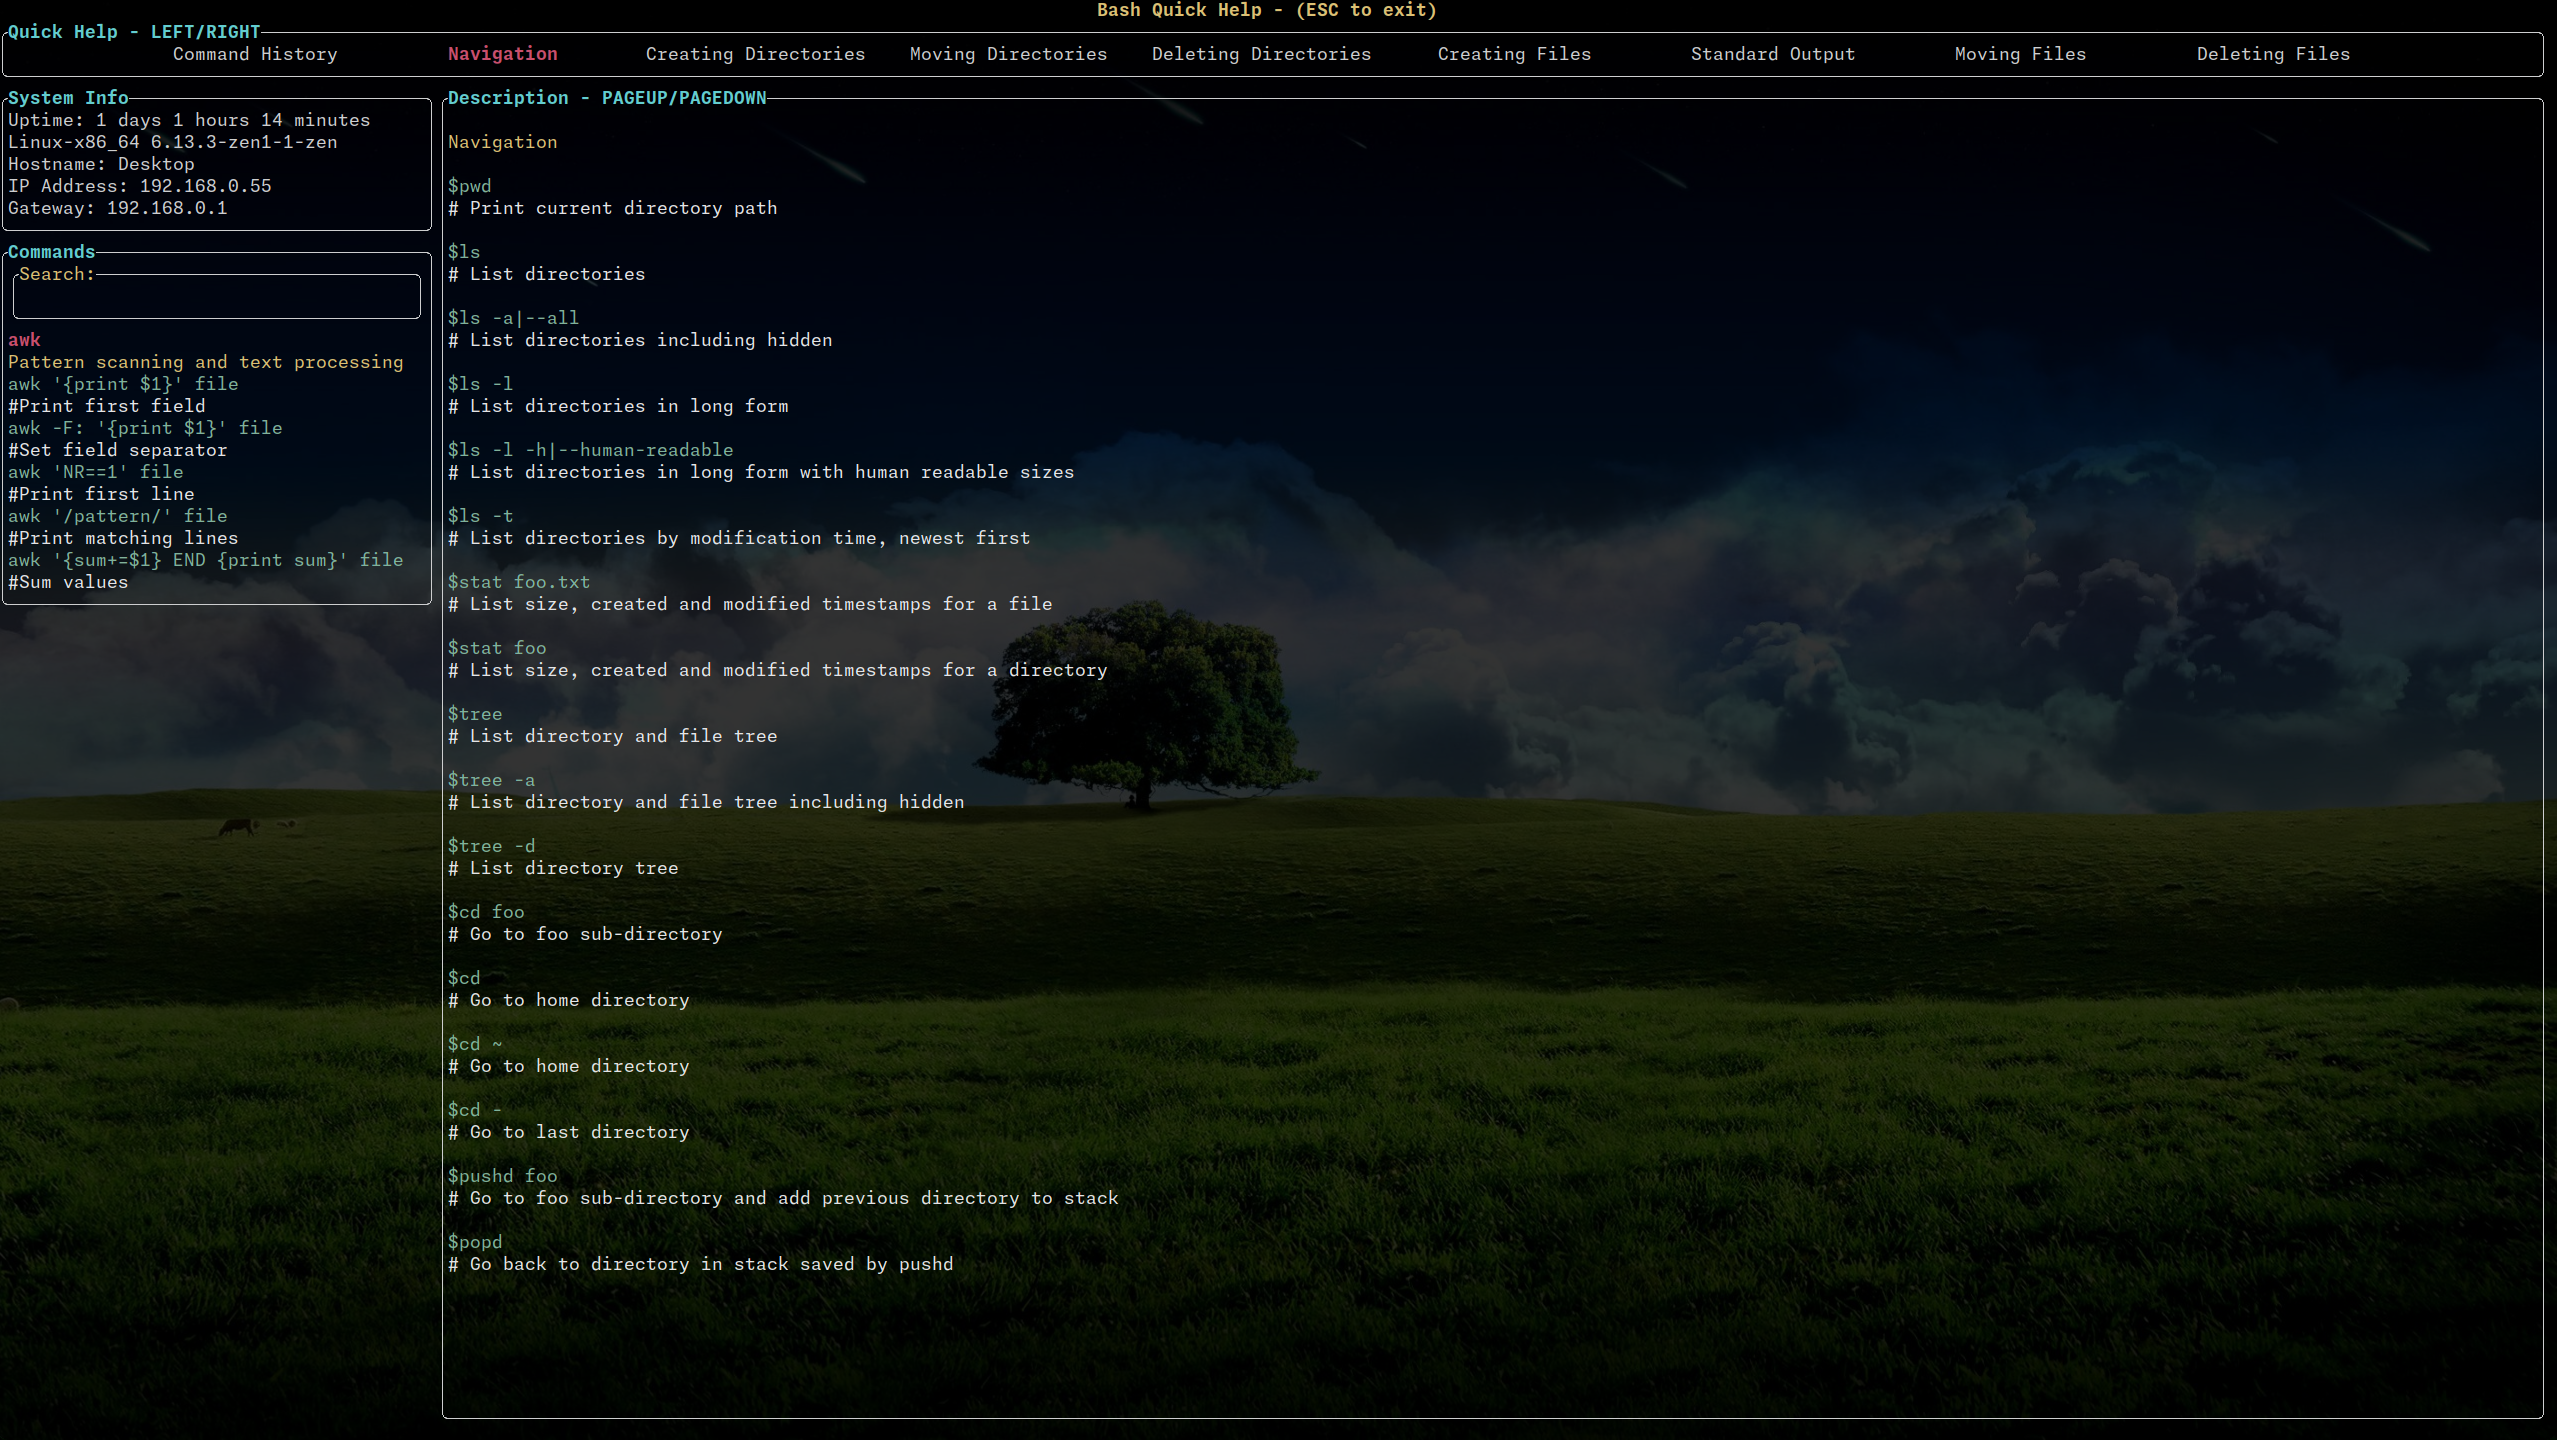 Bash Quick Help - (ESC to exit)
Quick Help - LEFT/RIGHT
Command History Navigation Creating Directories Moving Directories Deleting Directories Creating Files Standard Output Moving Files Deleting Files
System Info
Uptime: 1 days 1 hours 14 minutes
Linux-x86_64 6.13.3-zen1-1-zen
Hostname: Desktop
IP Address: 192.168.0.55
Gateway: 192.168.0.1
Commands
Search:
awk
Pattern scanning and text processing
awk '{print $1}' file
#Print first field
awk -F: '{print $1}' file
#Set field separator
awk 'NR==1' file
#Print first line
awk '/pattern/' file
#Print matching lines
awk '{sum+=$1} END {print sum}' file
#Sum values
Description - PAGEUP/PAGEDOWN
Navigation
$pwd
# Print current directory path
$ls
# List directories
$ls -a|--all
# List directories including hidden
$ls -l
# List directories in long form
$ls -l -h|--human-readable
# List directories in long form with human readable sizes
$ls -t
# List directories by modification time, newest first
$stat foo.txt
# List size, created and modified timestamps for a file
$stat foo
# List size, created and modified timestamps for a directory
$tree
# List directory and file tree
$tree -a
# List directory and file tree including hidden
$tree -d
# List directory tree
$cd foo
# Go to foo sub-directory
$cd
# Go to home directory
$cd ~
# Go to home directory
$cd -
# Go to last directory
$pushd foo
# Go to foo sub-directory and add previous directory to stack
$popd
# Go back to directory in stack saved by pushd